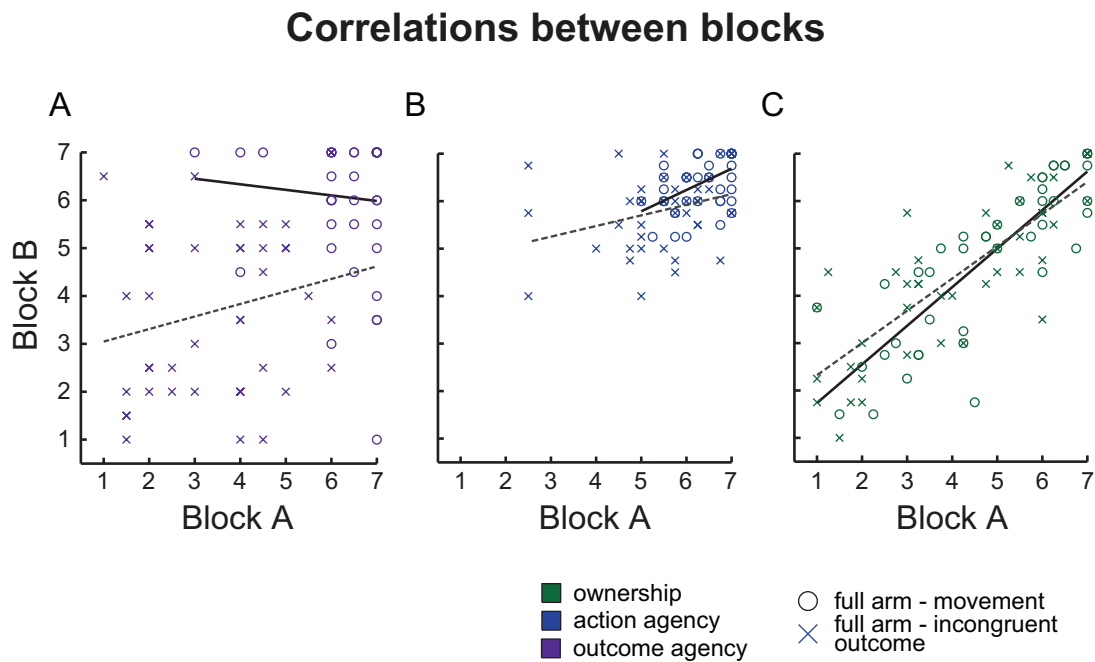 Correlations between blocks
A
B
C
Block B
7
6
5
4
3
2
1
1 2 3 4 5 6 7
1 2 3 4 5 6 7
1 2 3 4 5 6 7
Block A
Block A
Block A
ownership
action agency
outcome agency
full arm - movement
full arm - incongruent
outcome